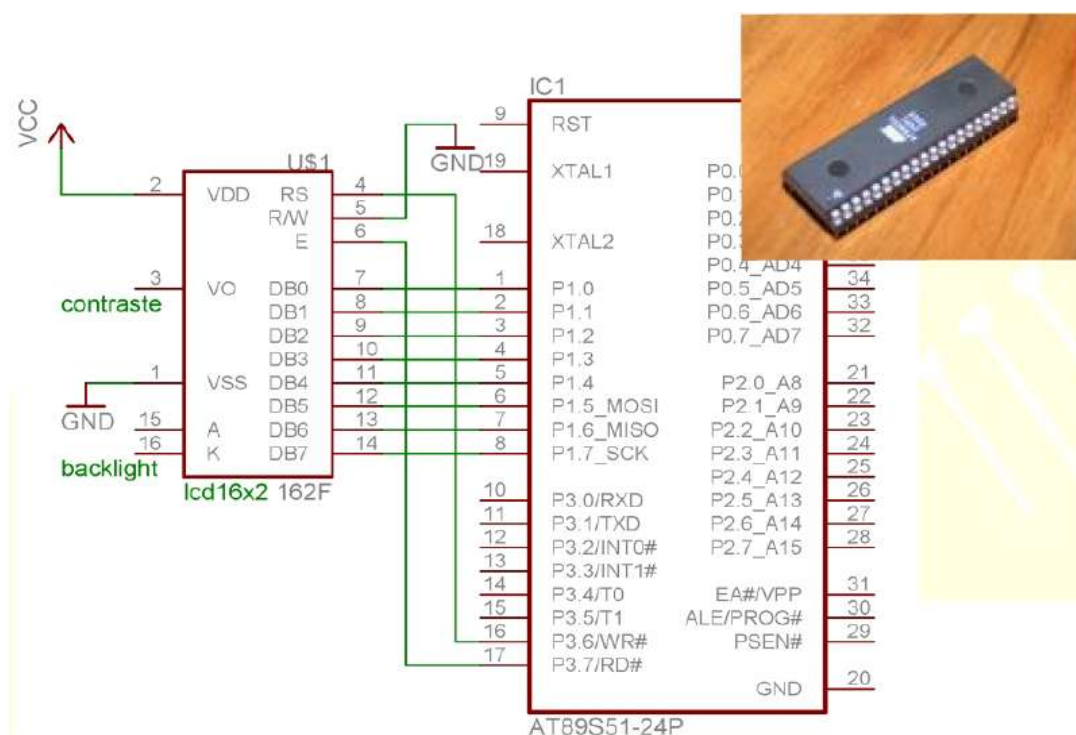 VCC
U$1
2 VDD RS 4
R/W 5
E 6
3 VO DB0 7
contraste
DB1 8
DB2 9
DB3 10
1 VSS DB4 11
GND
DB5 12
15 A DB6 13
16 K DB7 14
backlight
lcd16x2 162F
GND
IC1
9 RST
19 XTAL1
18 XTAL2
1 P1.0
2 P1.1
3 P1.2
4 P1.3
5 P1.4
6 P1.5_MOSI
7 P1.6_MISO
8 P1.7_SCK
10 P3.0/RXD
11 P3.1/TXD
12 P3.2/INT0#
13 P3.3/INT1#
14 P3.4/T0
15 P3.5/T1
16 P3.6/WR#
17 P3.7/RD#
P0.4_AD4
P0.5_AD5 34
P0.6_AD6 33
P0.7_AD7 32
P2.0_A8 21
P2.1_A9 22
P2.2_A10 23
P2.3_A11 24
P2.4_A12 25
P2.5_A13 26
P2.6_A14 27
P2.7_A15 28
EA#/VPP 31
ALE/PROG# 30
PSEN# 29
GND 20
AT89S51-24P